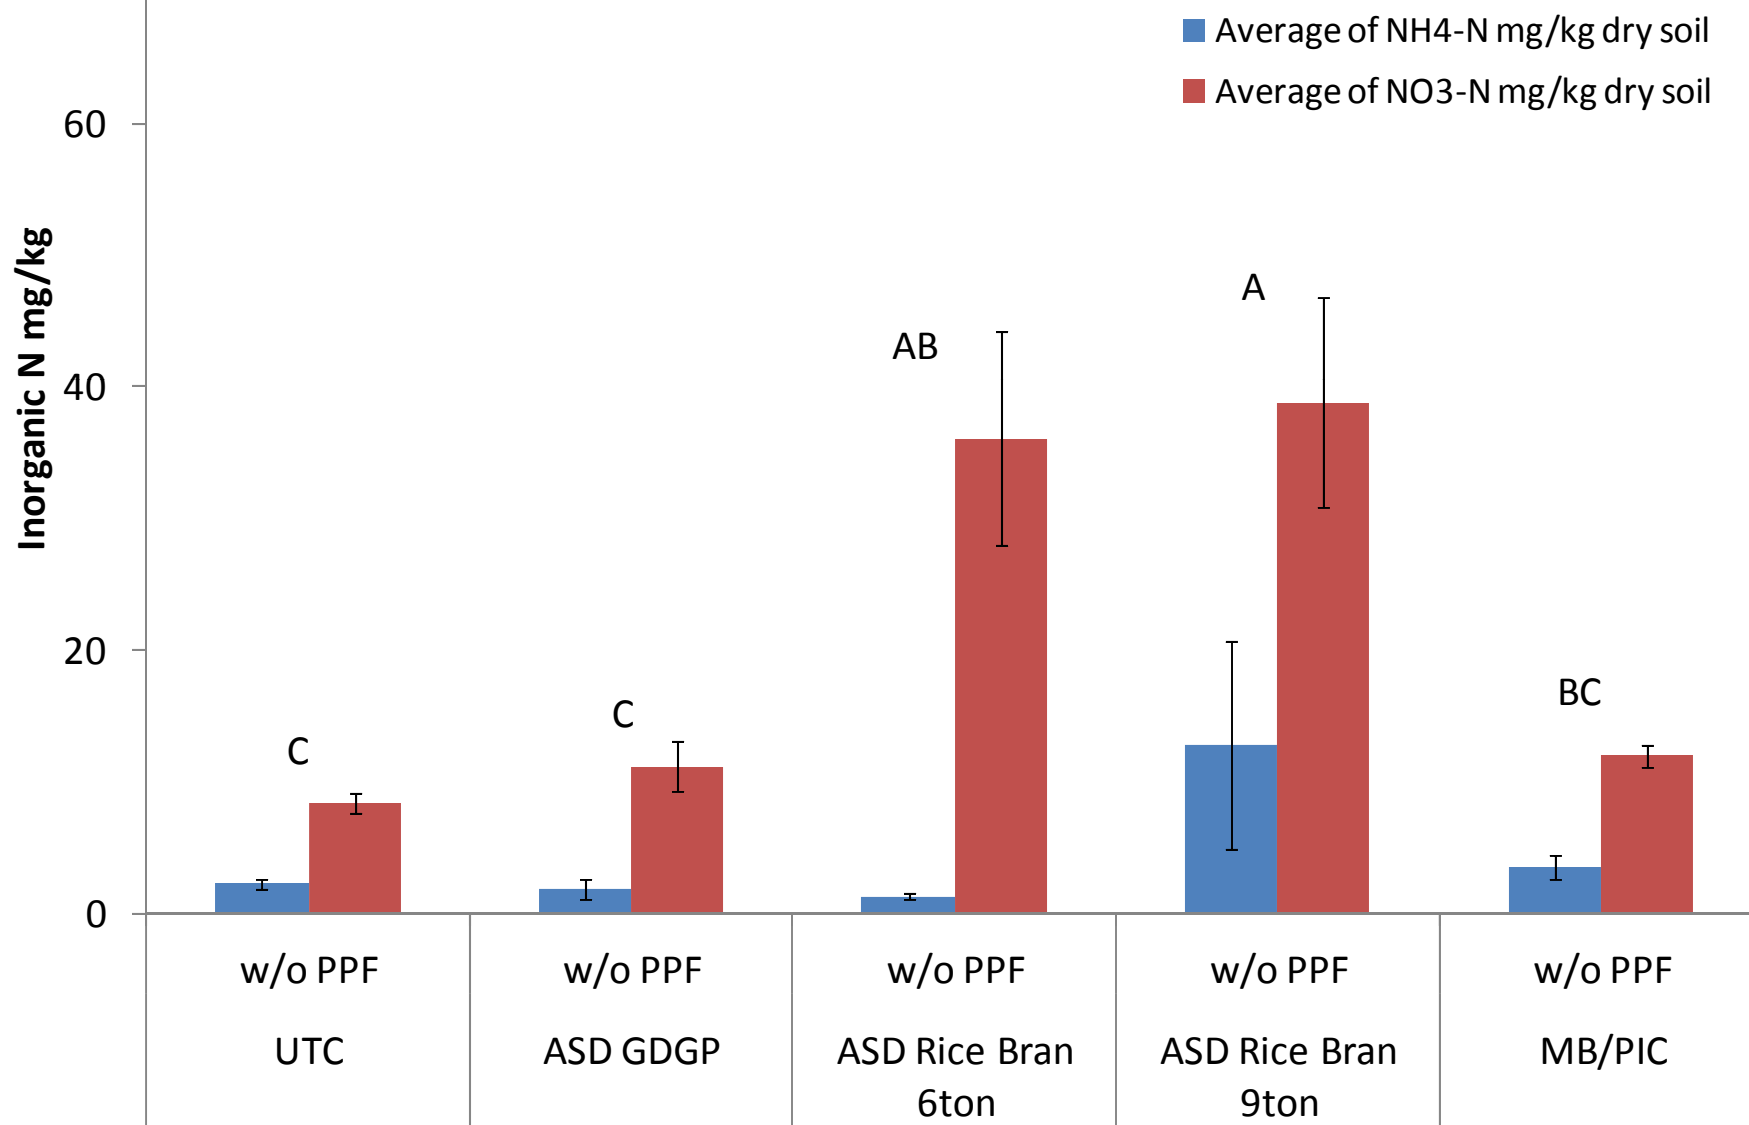 Average of NH4-N mg/kg dry soil
Average of NO3-N mg/kg dry soil
Inorganic N mg/kg
60
40
20
0
C
C
AB
A
BC
w/o PPF
w/o PPF
w/o PPF
w/o PPF
w/o PPF
UTC
ASD GDGP
ASD Rice Bran
6ton
ASD Rice Bran
9ton
MB/PIC